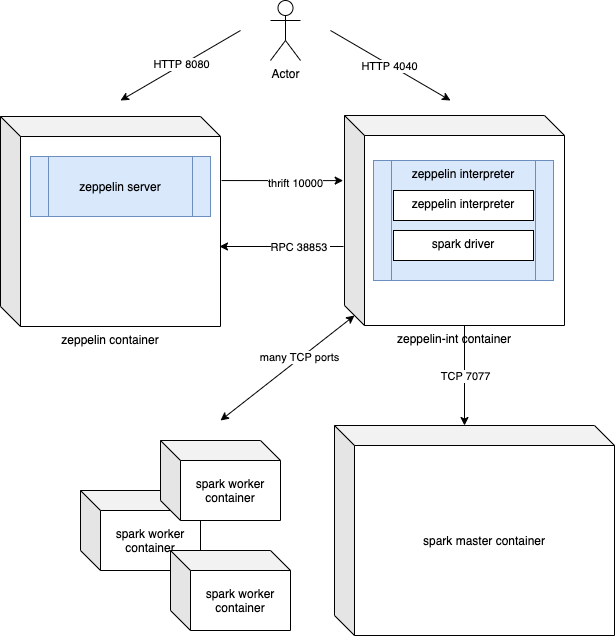 Actor
HTTP 8080
HTTP 4040
zeppelin server
thrift 10000
zeppelin interpreter
zeppelin interpreter
RPC 38853
spark driver
zeppelin container
zeppelin-int container
many TCP ports
TCP 7077
spark worker
container
spark worker
container
spark worker
container
spark master container